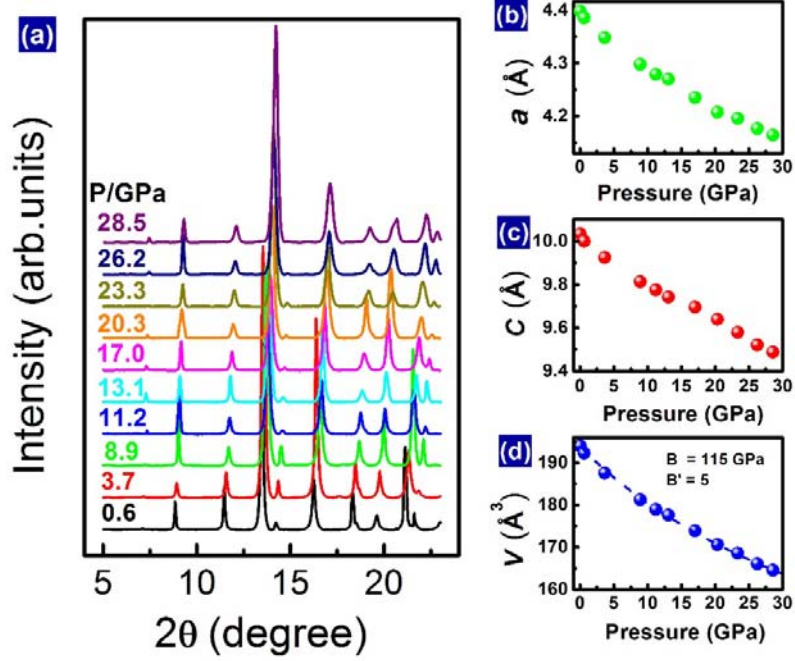 (a)
Intensity (arb.units)
P/GPa
28.5
26.2
23.3
20.3
17.0
13.1
11.2
8.9
3.7
0.6
5 10 15 20
2θ (degree)
(b)
a (Å)
4.4
4.3
4.2
0 5 10 15 20 25 30
Pressure (GPa)
(c)
C (Å)
10.0
9.8
9.6
9.4
0 5 10 15 20 25 30
Pressure (GPa)
(d)
V (Å³)
190
180
170
160
B = 115 GPa
B' = 5
0 5 10 15 20 25 30
Pressure (GPa)